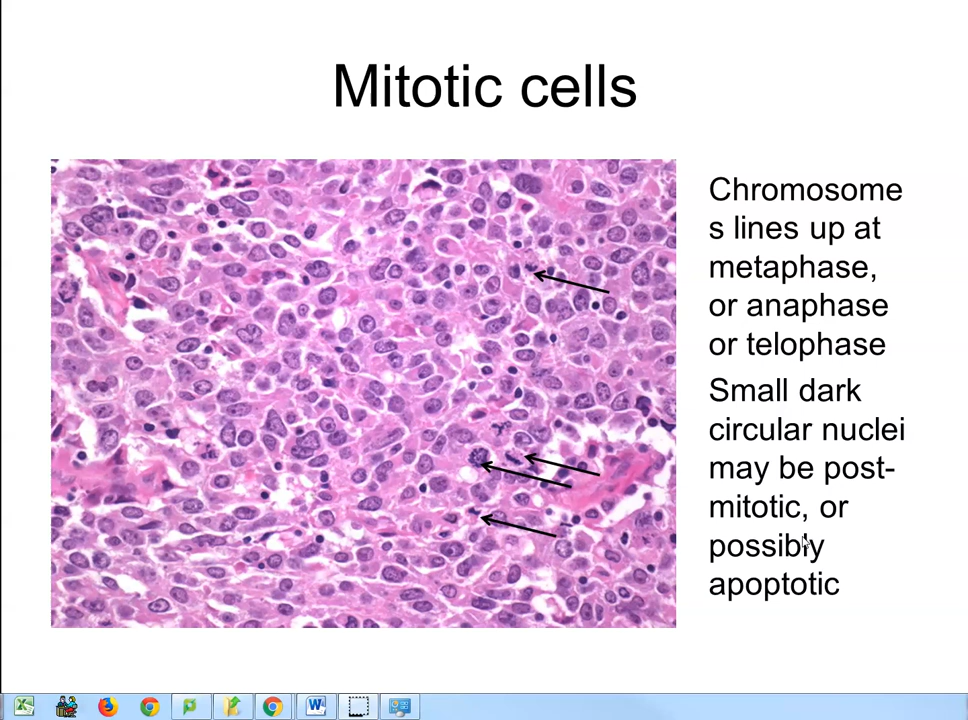 Mitotic cells
Chromosome
s lines up at
metaphase,
or anaphase
or telophase
Small dark
circular nuclei
may be post-
mitotic, or
possibly
apoptotic